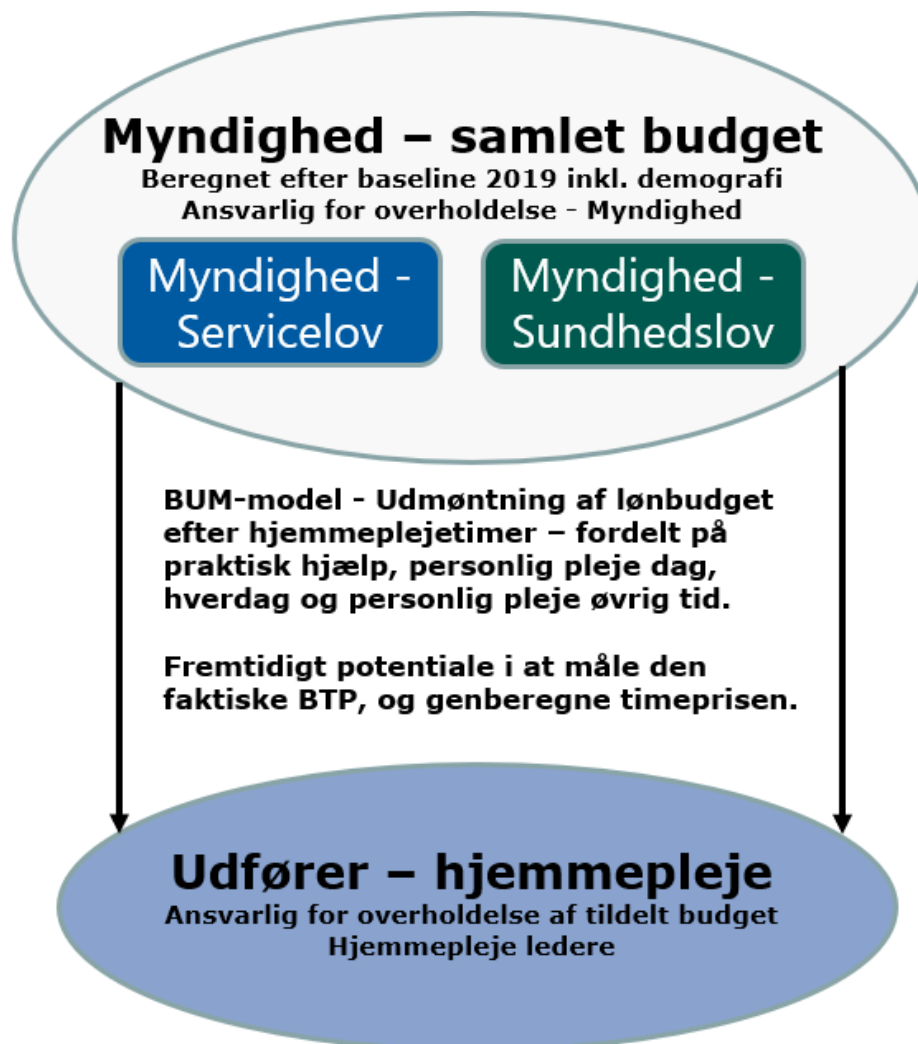 Myndighed – samlet budget
Beregnet efter baseline 2019 inkl. demografi
Ansvarlig for overholdelse - Myndighed
Myndighed -
Servicelov
Myndighed -
Sundhedslov
BUM-model - Udmøntning af lønbudget
efter hjemmeplejetimer – fordelt på
praktisk hjælp, personlig pleje dag,
hverdag og personlig pleje øvrig tid.
Fremtidigt potentiale i at måle den
faktiske BTP, og genberegne timeprisen.
Udfører – hjemmepleje
Ansvarlig for overholdelse af tildelt budget
Hjemmepleje ledere